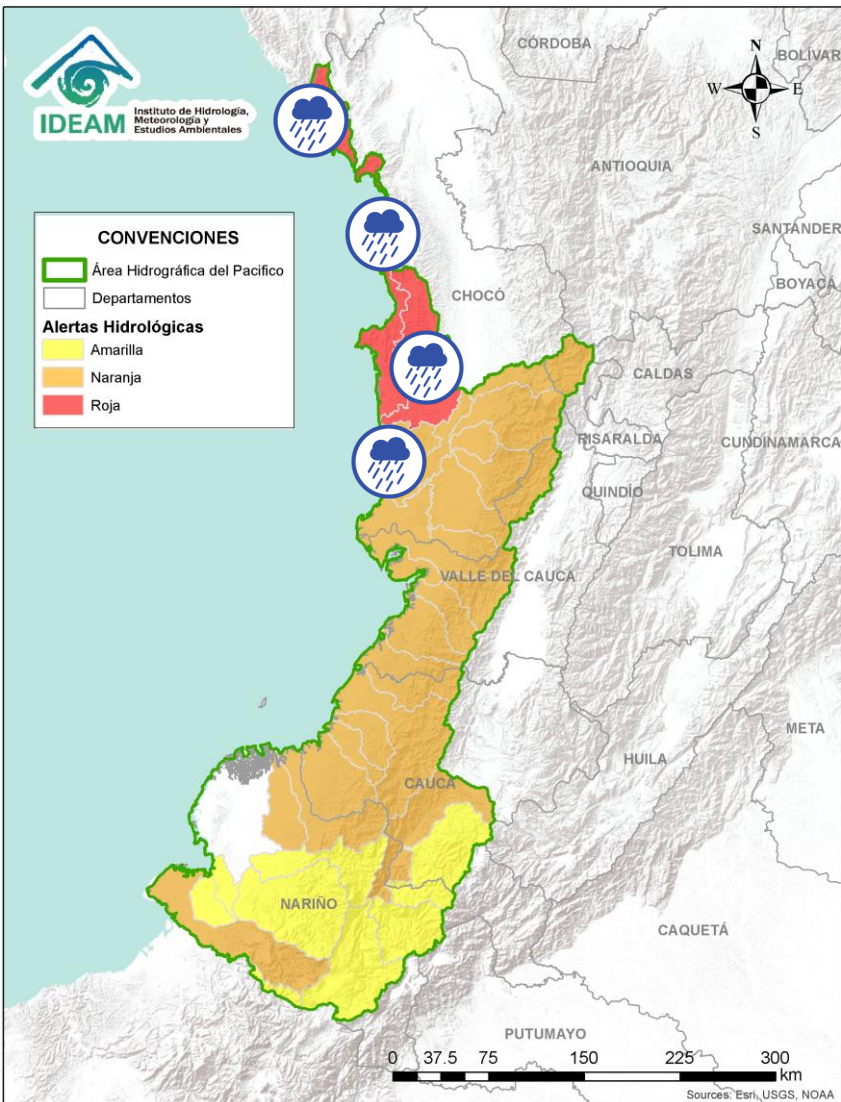 IDEAM
Instituto de Hidrología,
Meteorología y
Estudios Ambientales
CÓRDOBA
BOLÍVAR
N
W
E
S
ANTIOQUIA
SANTANDER
BOYACÁ
CONVENCIONES
Área Hidrográfica del Pacifico
Departamentos
Alertas Hidrológicas
Amarilla
Naranja
Roja
CHOCÓ
CALDAS
RISARALDA
CUNDINAMARCA
QUINDÍO
TOLIMA
VALLE DEL CAUCA
META
HUILA
CAUCA
NARIÑO
CAQUETÁ
PUTUMAYO
0 37.5 75 150 225 300
km
Sources: Esri, USGS, NOAA